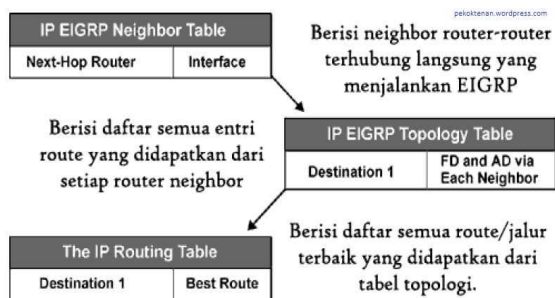 pekoktenan.wordpress.com
IP EIGRP Neighbor Table
Next-Hop Router
Interface
Berisi neighbor router-router
terhubung langsung yang
menjalankan EIGRP
Berisi daftar semua entri
route yang didapatkan dari
setiap router neighbor
IP EIGRP Topology Table
Destination 1
FD and AD via
Each Neighbor
The IP Routing Table
Destination 1
Best Route
Berisi daftar semua route/jalur
terbaik yang didapatkan dari
tabel topologi.